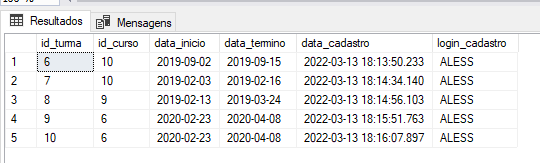 Resultados Mensagens
id_turma id_curso data_inicio data_termino data_cadastro login_cadastro
1 6 10 2019-09-02 2019-09-15 2022-03-13 18:13:50.233 ALESS
2 7 10 2019-02-03 2019-02-16 2022-03-13 18:14:34.140 ALESS
3 8 9 2019-02-13 2019-03-24 2022-03-13 18:14:56.103 ALESS
4 9 6 2020-02-23 2020-04-08 2022-03-13 18:15:51.763 ALESS
5 10 6 2020-02-23 2020-04-08 2022-03-13 18:16:07.897 ALESS